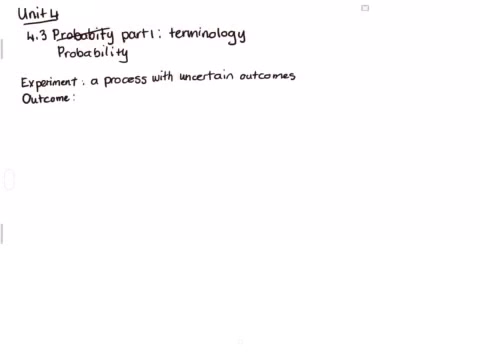 Unit 4
4.3 Probabity part 1: terminology
Probability
Experiment: a process with uncertain outcomes
Outcome: